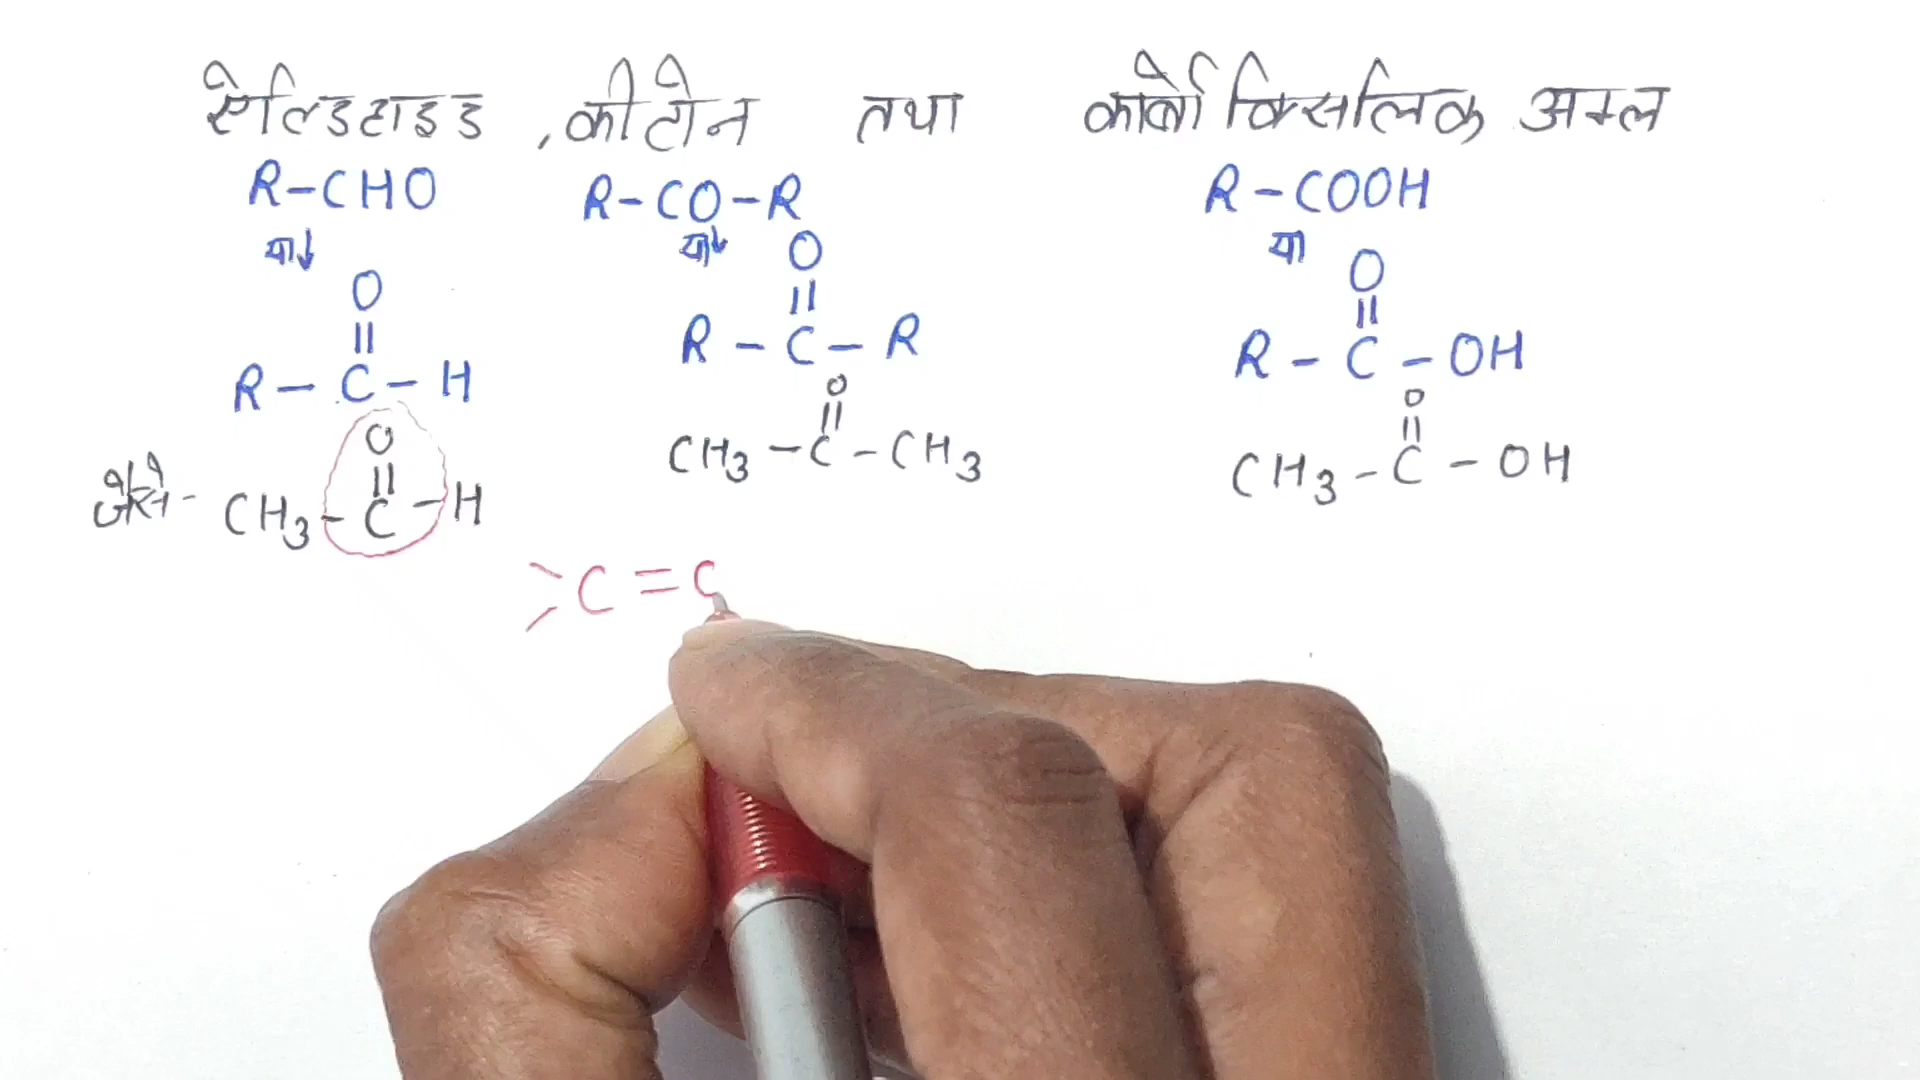 ऐल्डिहाइड, कीटोन तथा कार्बोक्सिलिक अम्ल
R-CHO R-CO-R R-COOH
या↓ या↓ या
O O O
|| || ||
R-C-H R-C-R R-C-OH
O O O
|| || ||
जैसे- CH3-C-H CH3-C-CH3 CH3-C-OH
>C=